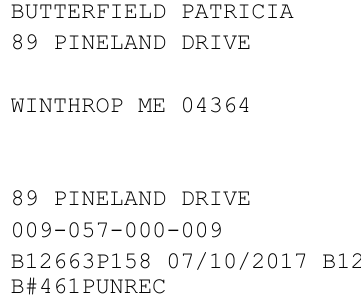 BUTTERFIELD PATRICIA
89 PINELAND DRIVE
WINTHROP ME 04364
89 PINELAND DRIVE
009-057-000-009
B12663P158 07/10/2017 B12
B#461PUNREC